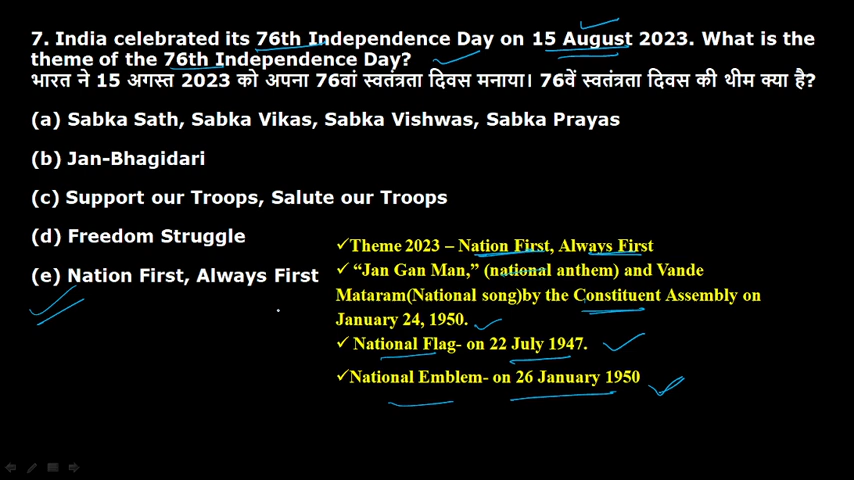 7. India celebrated its 76th Independence Day on 15 August 2023. What is the
theme of the 76th Independence Day?
भारत ने 15 अगस्त 2023 को अपना 76वां स्वतंत्रता दिवस मनाया। 76वें स्वतंत्रता दिवस की थीम क्या है?
(a) Sabka Sath, Sabka Vikas, Sabka Vishwas, Sabka Prayas
(b) Jan-Bhagidari
(c) Support our Troops, Salute our Troops
(d) Freedom Struggle
(e) Nation First, Always First
✓Theme 2023 – Nation First, Always First
✓ “Jan Gan Man,” (national anthem) and Vande
Mataram(National song)by the Constituent Assembly on
January 24, 1950.
✓ National Flag- on 22 July 1947.
✓National Emblem- on 26 January 1950